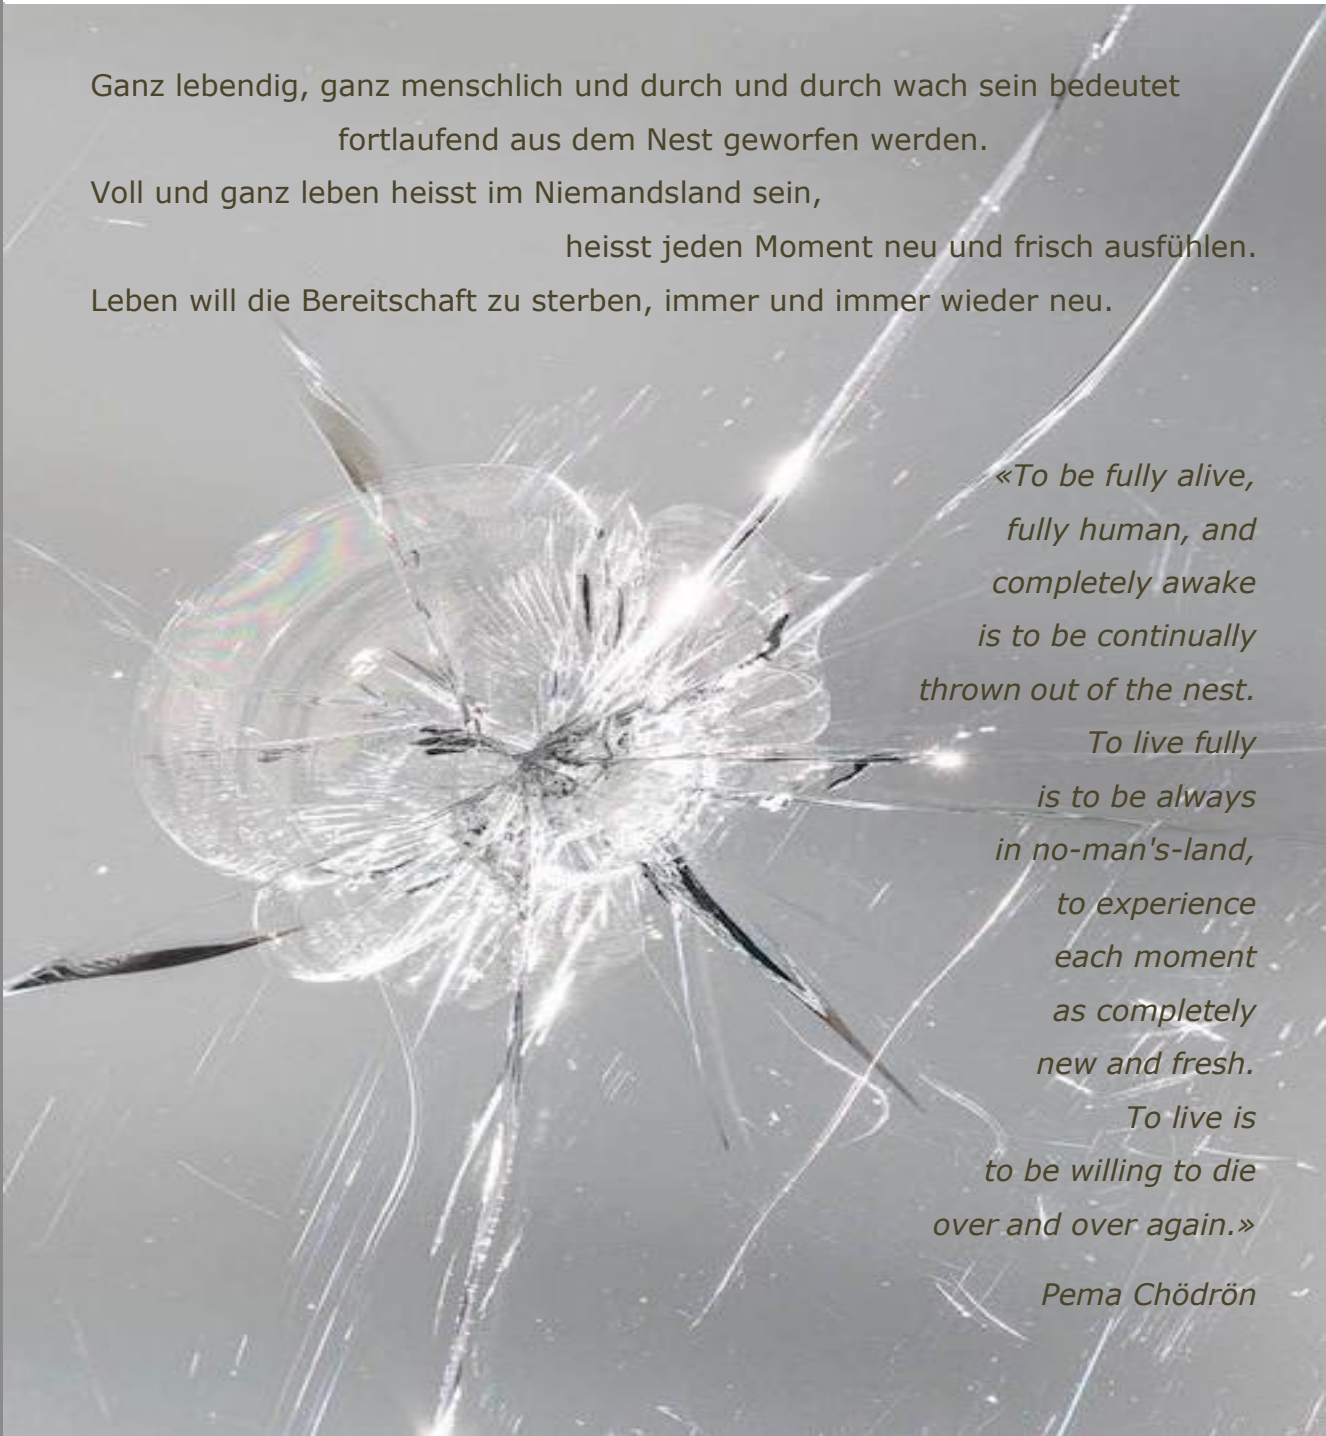 Ganz lebendig, ganz menschlich und durch und durch wach sein bedeutet
fortlaufend aus dem Nest geworfen werden.
Voll und ganz leben heisst im Niemandsland sein,
heisst jeden Moment neu und frisch ausfühlen.
Leben will die Bereitschaft zu sterben, immer und immer wieder neu.
«To be fully alive,
fully human, and
completely awake
is to be continually
thrown out of the nest.
To live fully
is to be always
in no-man's-land,
to experience
each moment
as completely
new and fresh.
To live is
to be willing to die
over and over again.»
Pema Chödrön